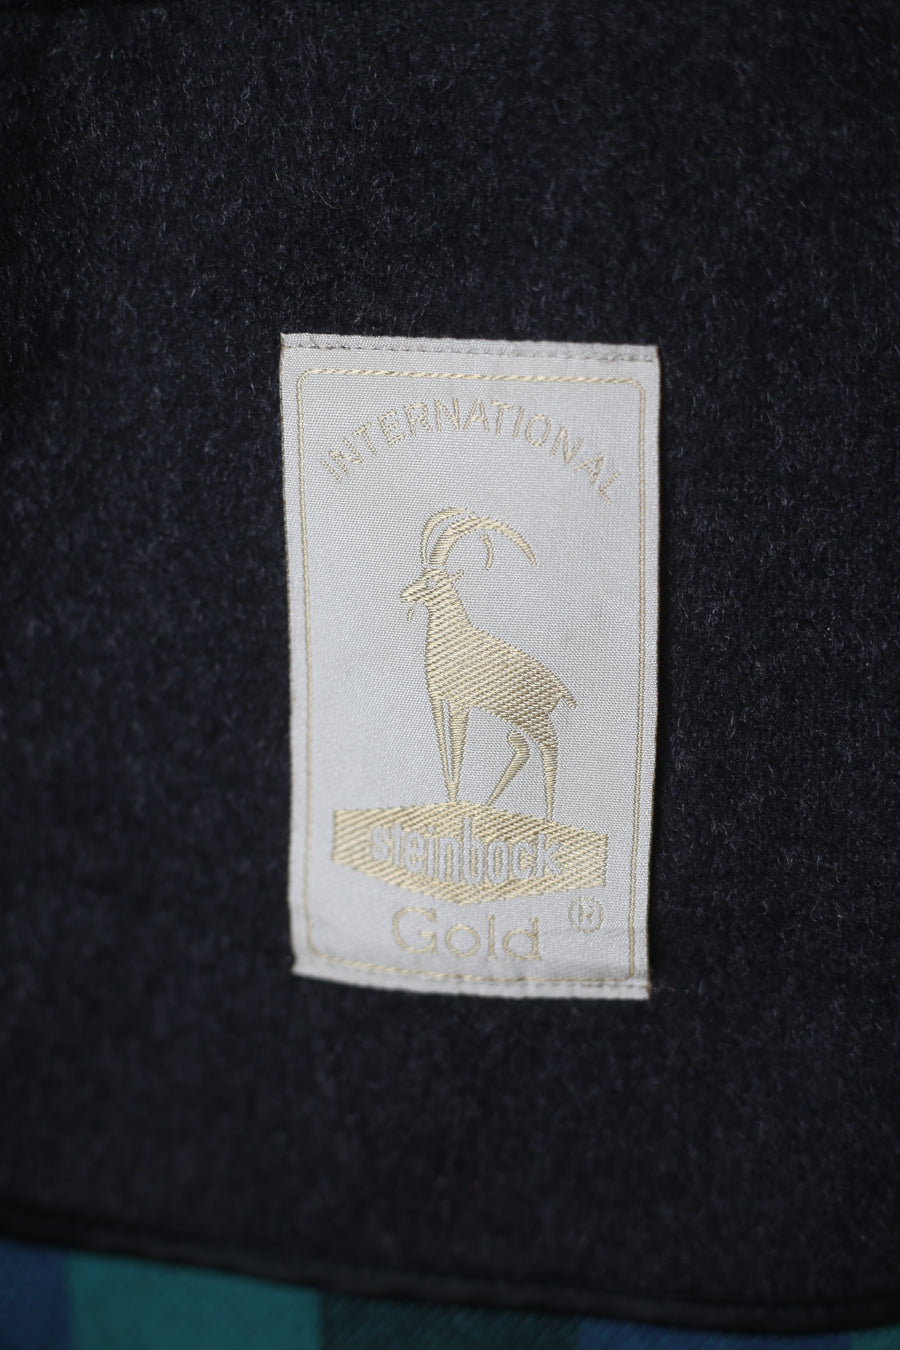 INTERNATIONAL
steinbock
Gold ®